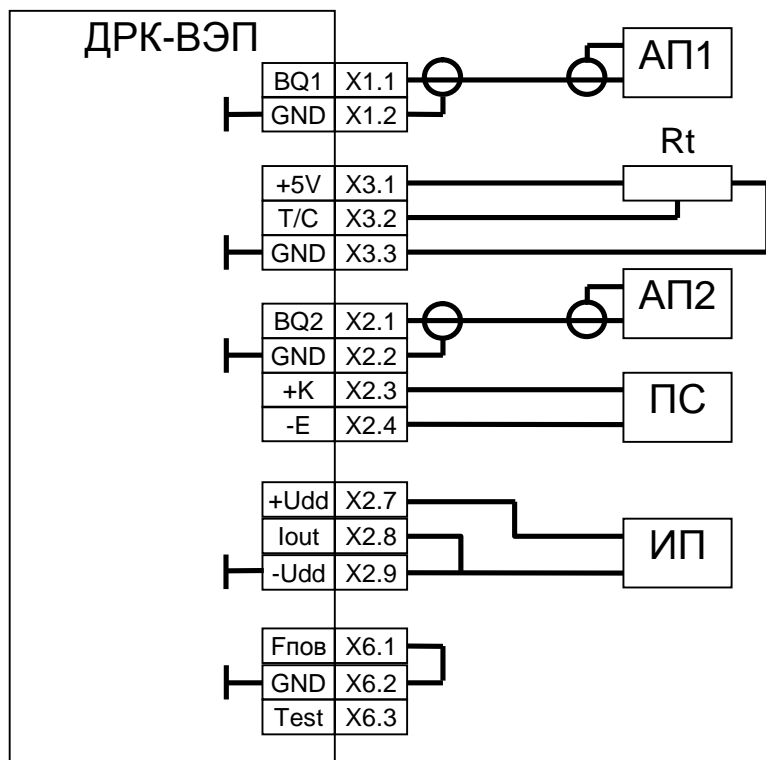 ДРК-ВЭП
BQ1 X1.1
GND X1.2
АП1
Rt
+5V X3.1
T/C X3.2
GND X3.3
BQ2 X2.1
GND X2.2
+K X2.3
-E X2.4
АП2
ПС
+Udd X2.7
Iout X2.8
-Udd X2.9
ИП
Fпов X6.1
GND X6.2
Test X6.3